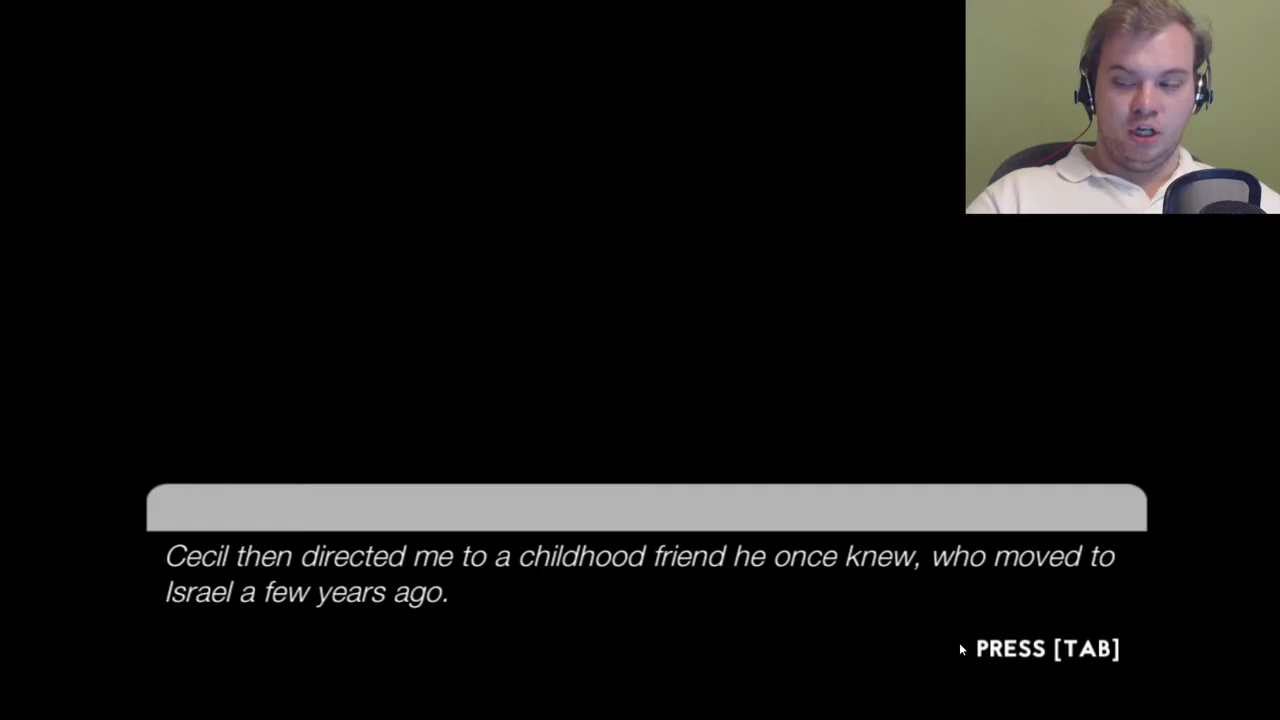 Cecil then directed me to a childhood friend he once knew, who moved to
Israel a few years ago.
PRESS [TAB]